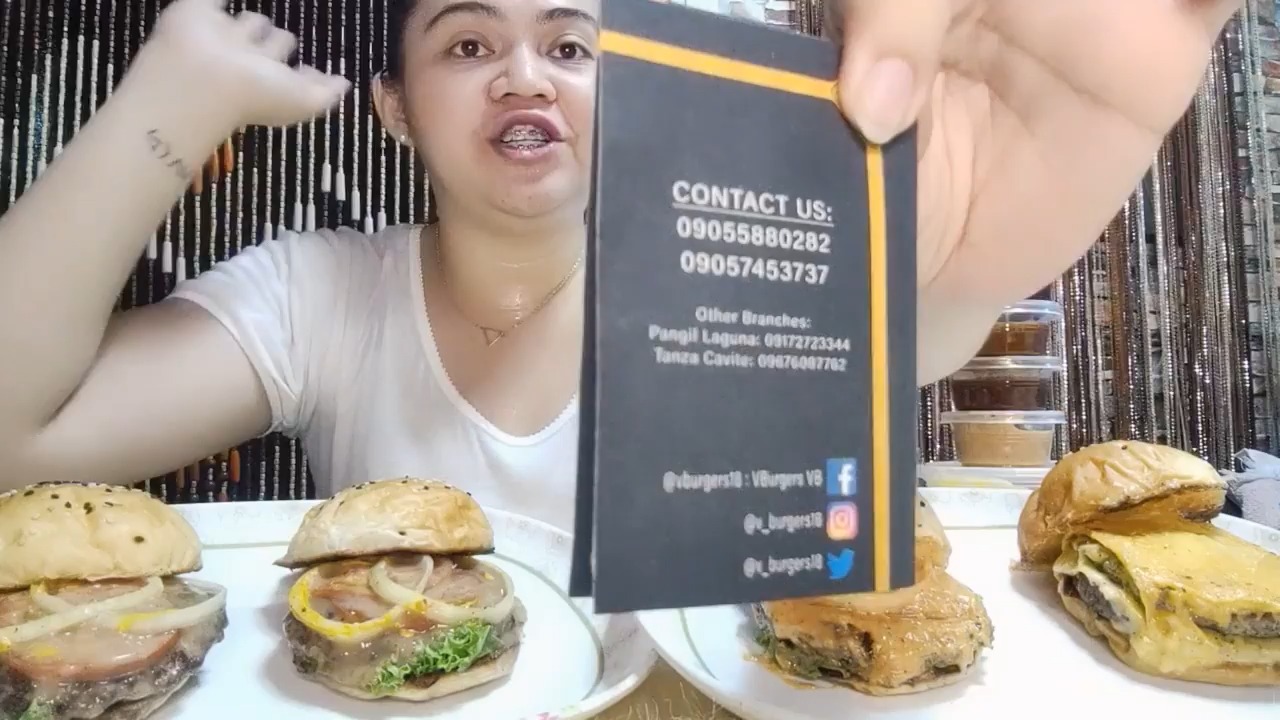 CONTACT US:
09055880282
09057453737
Other Branches:
Pangil Laguna: 09172723344
Tanza Cavite: 09676087762
@vburgers18 : VBurgers VB
@v_burgers18
@v_burgers18